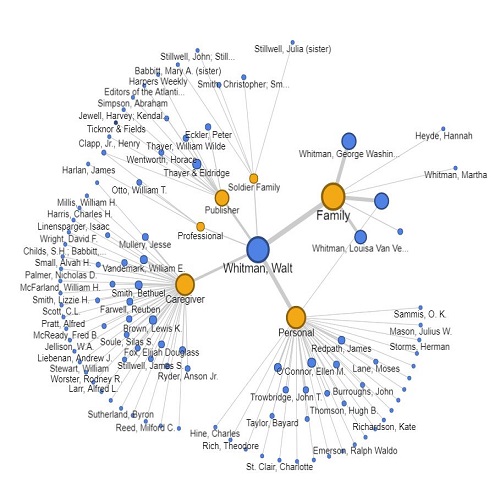 Stillwell, Julia (sister)
Stillwell, John, Still...
Babbitt, Mary A. (sister)
Harpers Weekly
Smith, Christopher, Sm...
Editors of the Atlanti...
Simpson, Abraham
Jewell, Harvey; Kendal...
Ticknor & Fields
Eckler, Peter
Heyde, Hannah
Clapp, Jr., Henry
Thayer, William Wilde
Whitman, George Washin...
Wentworth, Horace
Harlan, James
Thayer & Eldridge
Whitman, Martha
Otto, William T.
Soldier Family
Millis, William H.
Publisher
Family
Harris, Charles H.
Linensparger, Isaac
Professional
Wright, David F.
Mullery, Jesse
Whitman, Louisa Van Ve...
Childs, S.H.; Babbitt,...
Small, Alvah H.
Vandemark, William E.
Whitman, Walt
Palmer, Nicholas D.
McFarland, William H.
Smith, Bethuel
Smith, Lizzie H.
Caregiver
Scott, C.L.
Farwell, Reuben
Sammis, O. K.
Pratt, Alfred
Brown, Lewis K.
Personal
Mason, Julius W.
McReady, Fred B.
Soule, Silas S.
Redpath, James
Storms, Herman
Jellison, W.A.
Fox, Elijah Douglass
Liebenan, Andrew J.
Stewart, William
Stillwell, James S.
O'Connor, Ellen M.
Lane, Moses
Worster, Rodney R.
Ryder, Anson Jr.
Larr, Alfred L.
Trowbridge, John T.
Burroughs, John
Sutherland, Byron
Thomson, Hugh B.
Reed, Milford C.
Taylor, Bayard
Richardson, Kate
Hine, Charles
Rich, Theodore
Emerson, Ralph Waldo
St. Clair, Charlotte